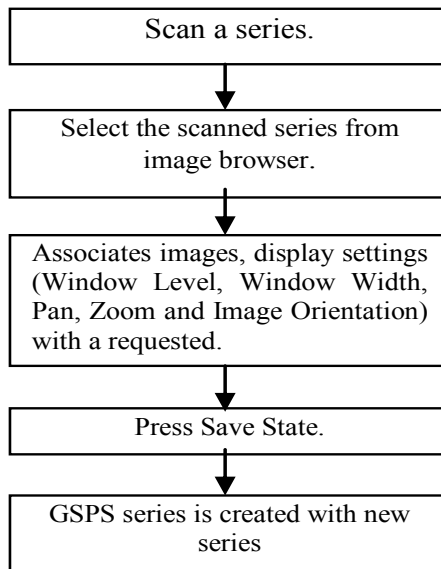 Scan a series.
Select the scanned series from
image browser.
Associates images, display settings
(Window Level, Window Width,
Pan, Zoom and Image Orientation)
with a requested.
Press Save State.
GSPS series is created with new
series